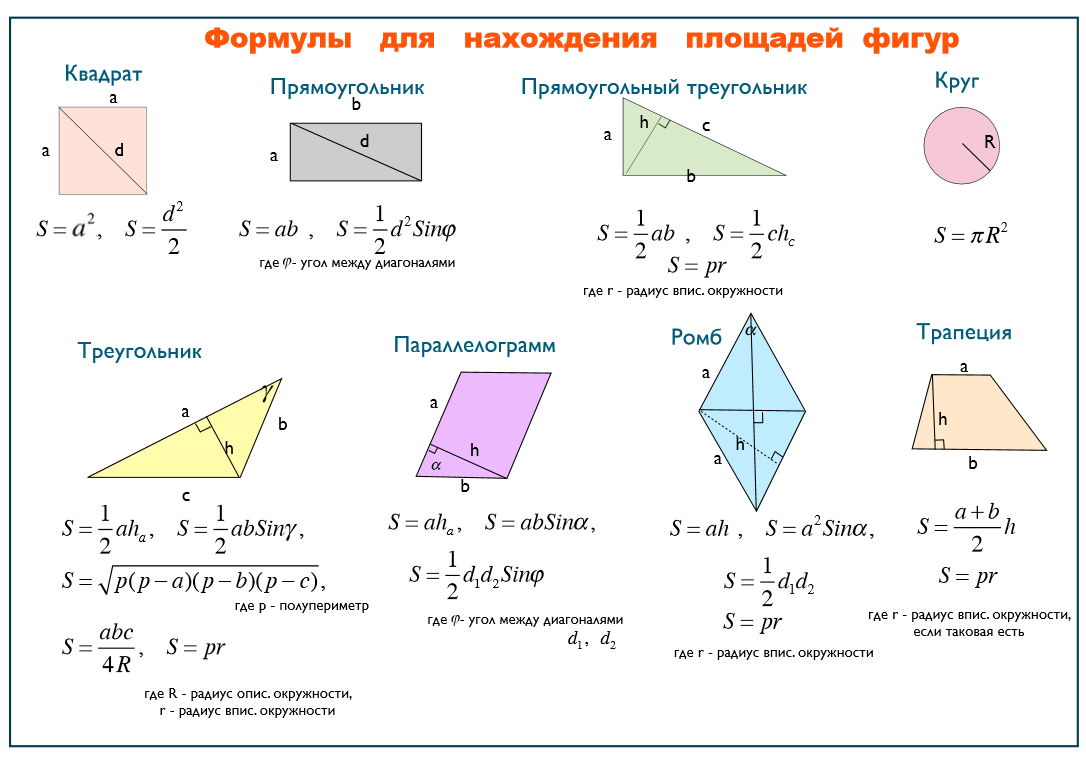 Формулы для нахождения площадей фигур
Квадрат
a
a
d
S = a², S = d²/2
Прямоугольник
b
a
d
S = ab , S = 1/2 d²Sinφ
где φ- угол между диагоналями
Прямоугольный треугольник
a
h
c
b
S = 1/2 ab , S = 1/2 ch_c
S = pr
где r - радиус впис. окружности
Круг
R
S = πR²
Треугольник
γ
a
b
h
c
S = 1/2 ah_a, S = 1/2 abSinγ,
S = √p(p−a)(p−b)(p−c),
где p - полупериметр
S = abc/4R, S = pr
где R - радиус опис. окружности,
r - радиус впис. окружности
Параллелограмм
a
h
α
b
S = ah_a, S = abSinα,
S = 1/2 d₁d₂Sinφ
где φ- угол между диагоналями
d₁, d₂
Ромб
α
a
h
a
S = ah , S = a²Sinα,
S = 1/2 d₁d₂
S = pr
где r - радиус впис. окружности
Трапеция
a
h
b
S = a+b/2 h
S = pr
где r - радиус впис. окружности,
если таковая есть